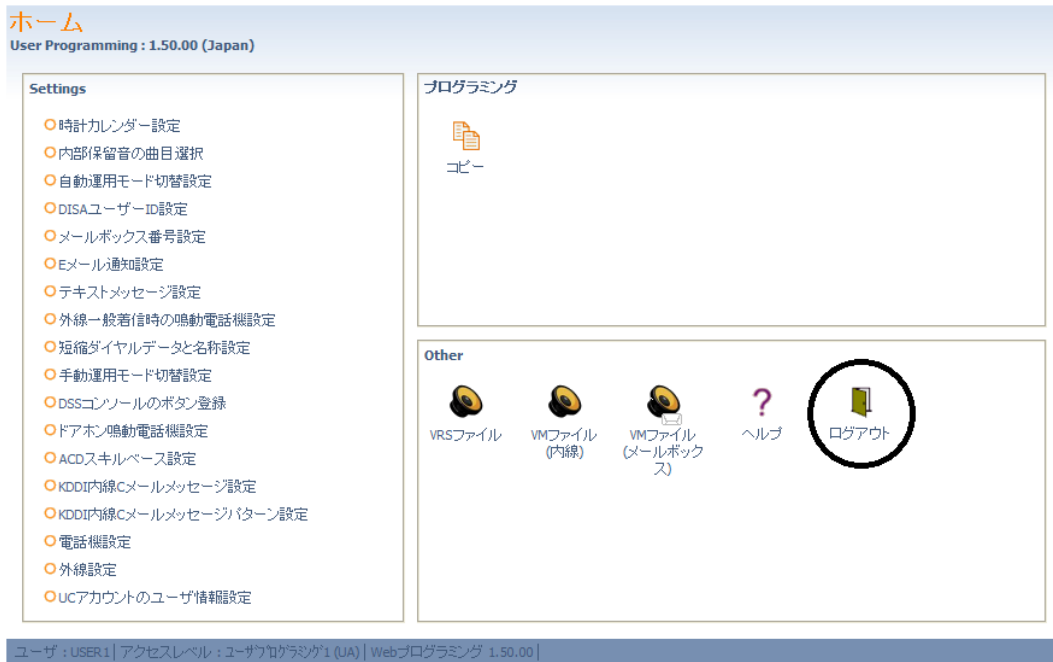 ホーム
User Programming : 1.50.00 (Japan)
Settings
時計カレンダー設定
内部保留音の曲目選択
自動運用モード切替設定
DISAユーザーID設定
メールボックス番号設定
Eメール通知設定
テキストメッセージ設定
外線一般着信時の鳴動電話機設定
短縮ダイヤルデータと名称設定
手動運用モード切替設定
DSSコンソールのボタン登録
ドアホン鳴動電話機設定
ACDスキルベース設定
KDDI内線Cメールメッセージ設定
KDDI内線Cメールメッセージパターン設定
電話機設定
外線設定
UCアカウントのユーザ情報設定
プログラミング
コピー
Other
VRSファイル
VMファイル
(内線)
VMファイル
(メールボック
ス)
ヘルプ
ログアウト
ユーザ : USER1 | アクセスレベル : ユーザプログラミング1 (UA) | Webプログラミング 1.50.00 |